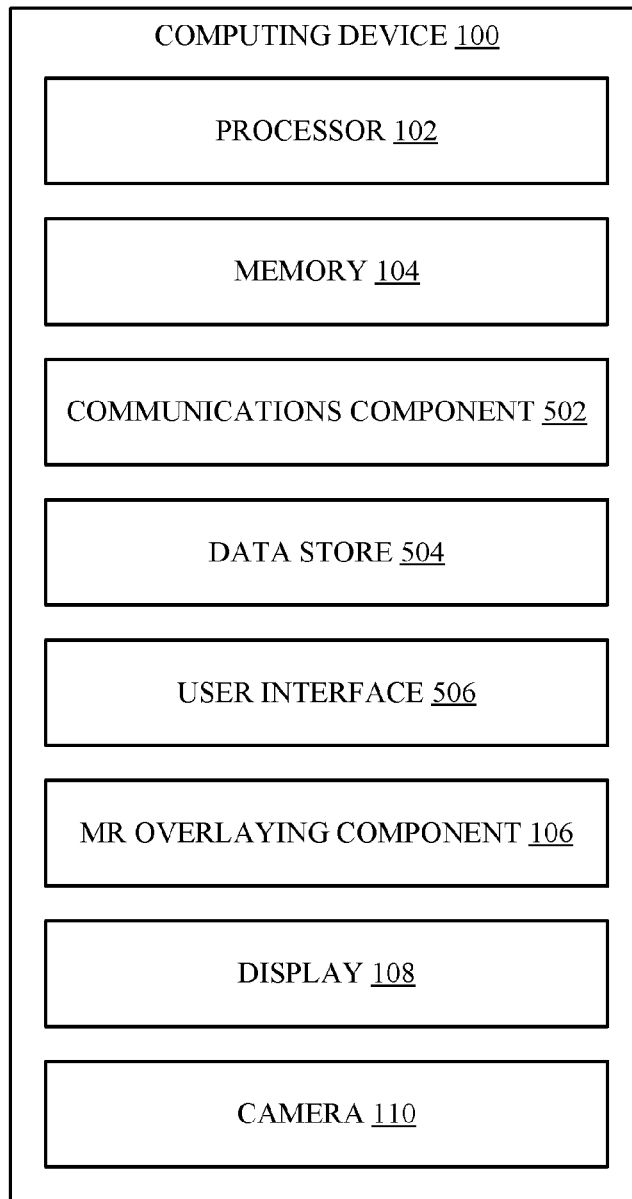 COMPUTING DEVICE 100
PROCESSOR 102
MEMORY 104
COMMUNICATIONS COMPONENT 502
DATA STORE 504
USER INTERFACE 506
MR OVERLAYING COMPONENT 106
DISPLAY 108
CAMERA 110